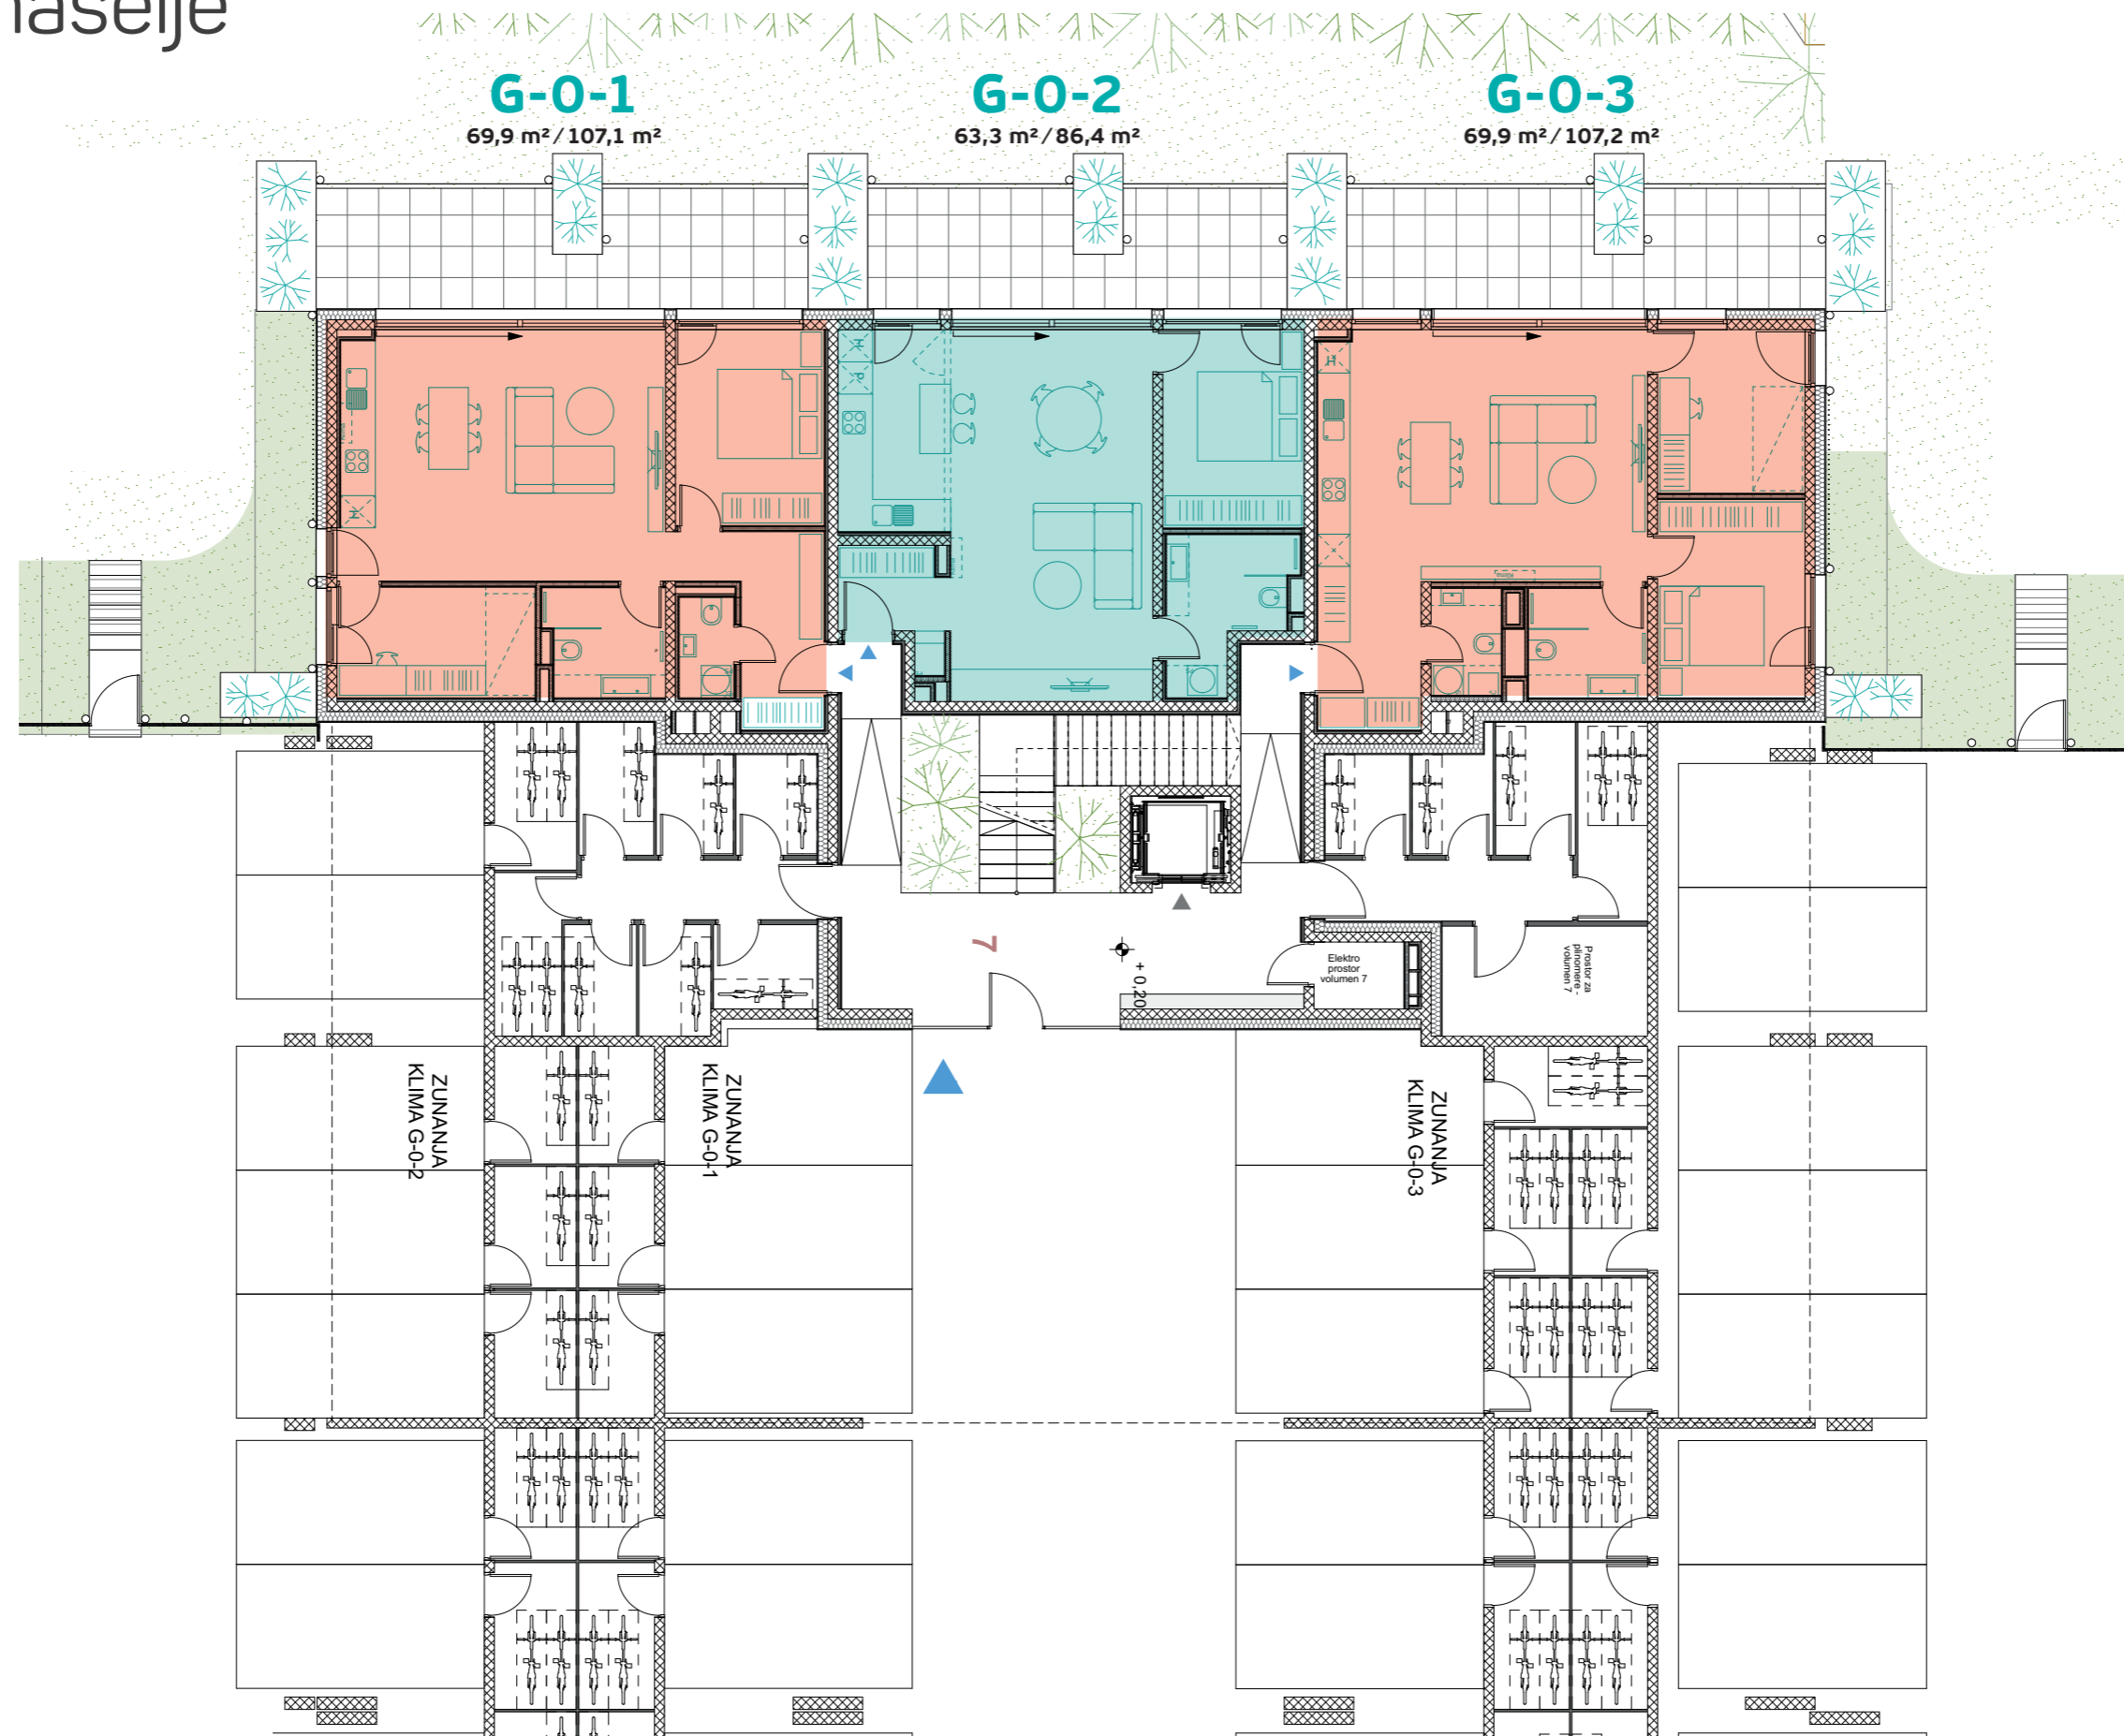 naselje
G-0-1
69,9 m² / 107,1 m²
G-0-2
63,3 m² / 86,4 m²
G-0-3
69,9 m² / 107,2 m²
H
H
P
H
7
+ 0,20
Elektro
prostor
volumen 7
Prostor za
plinomere -
volumen 7
ZUNANJA
KLIMA G-0-2
ZUNANJA
KLIMA G-0-1
ZUNANJA
KLIMA G-0-3